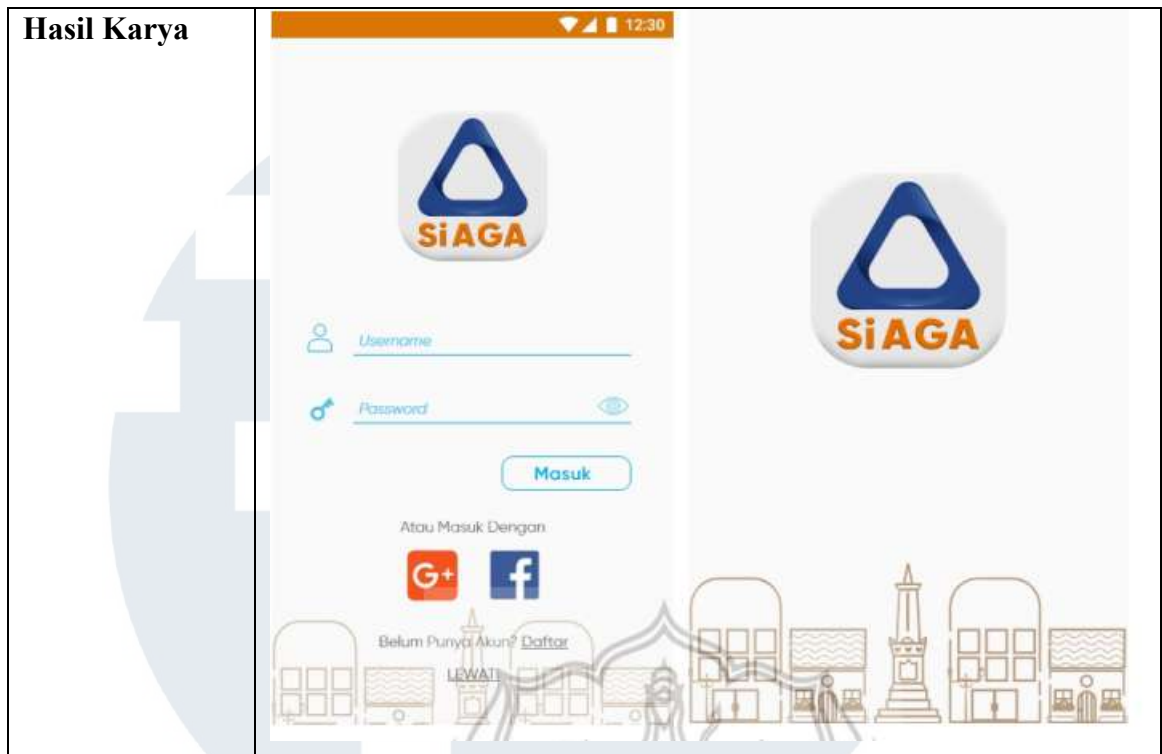 Hasil Karya
12:30
SiAGA
Username
Password
Masuk
Atau Masuk Dengan
G+
f
Belum Punya Akun? Daftar
LEWATI
SiAGA